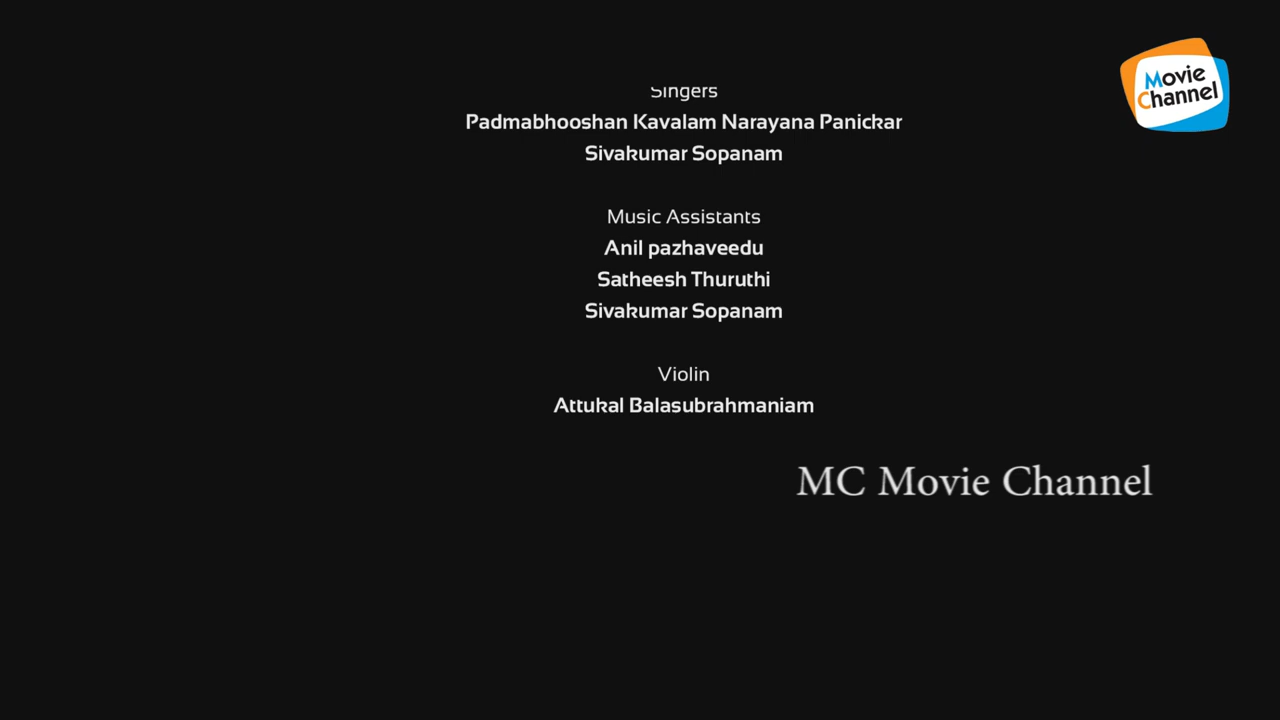 Movie
Channel
Singers
Padmabhooshan Kavalam Narayana Panickar
Sivakumar Sopanam
Music Assistants
Anil pazhaveedu
Satheesh Thuruthi
Sivakumar Sopanam
Violin
Attukal Balasubrahmaniam
MC Movie Channel